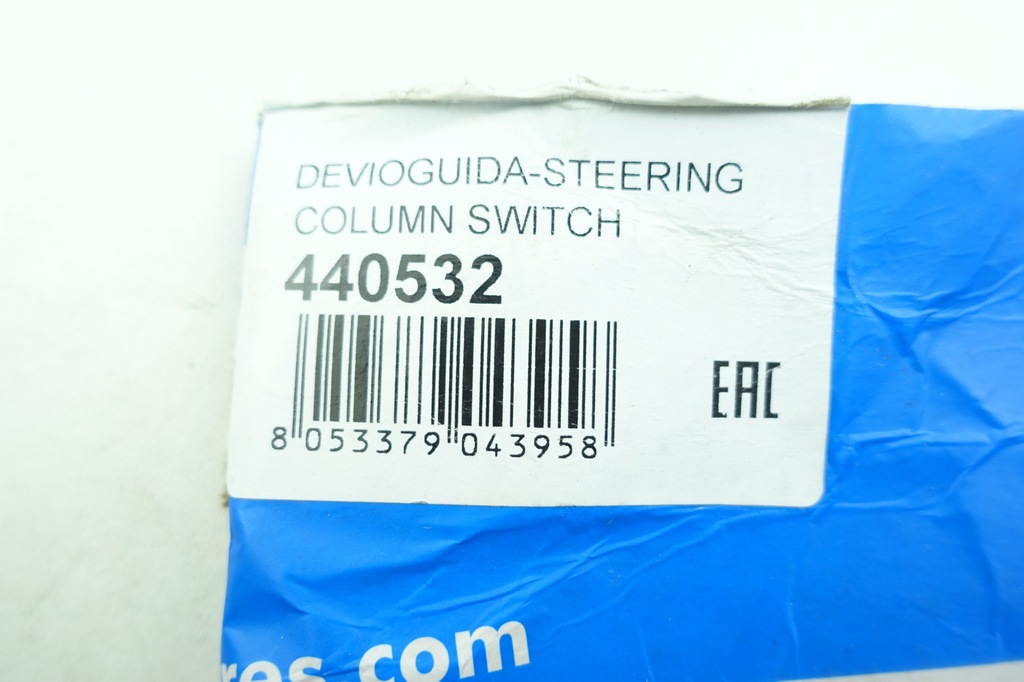 DEVIOGUIDA-STEERING
COLUMN SWITCH
440532
EAC
8 053379 043958
res.com